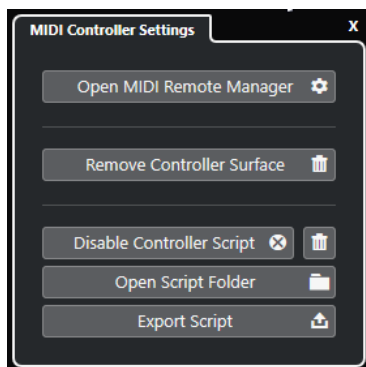 MIDI Controller Settings
X
Open MIDI Remote Manager
Remove Controller Surface
Disable Controller Script
Open Script Folder
Export Script